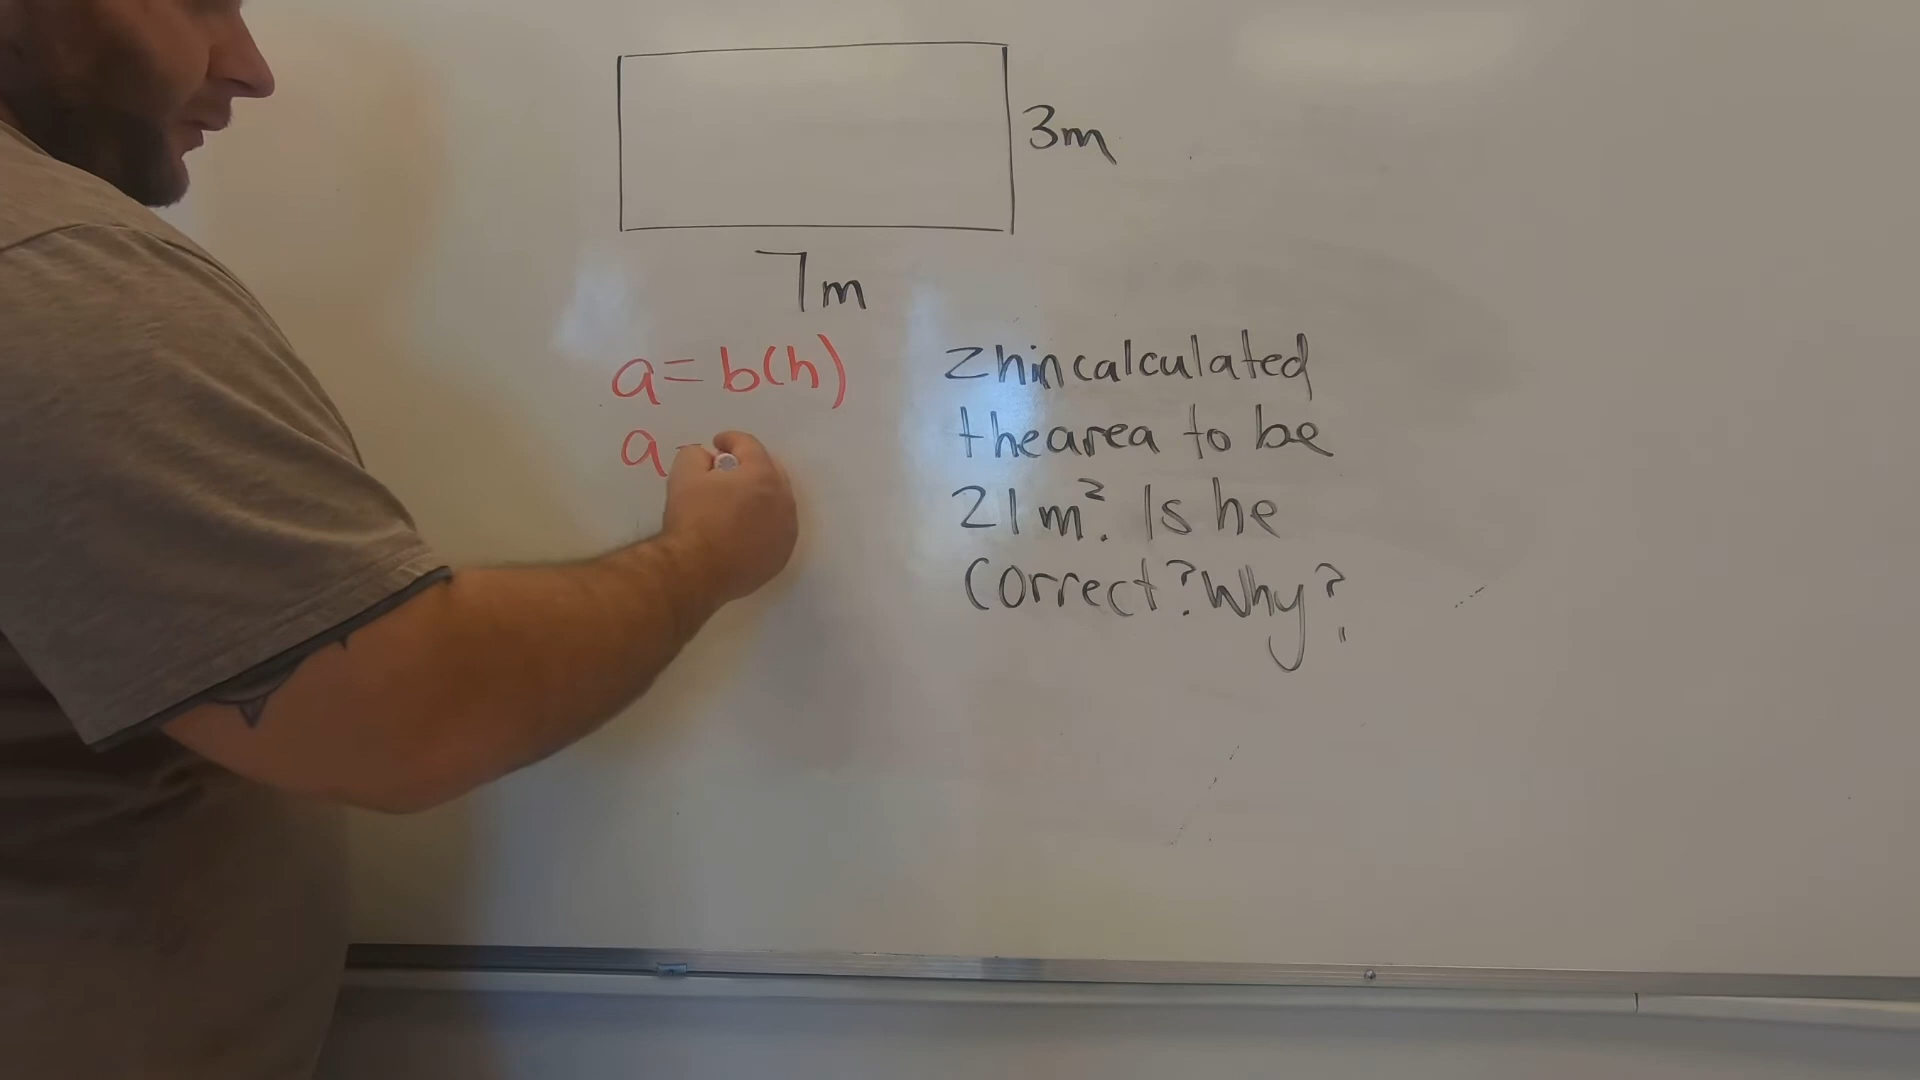 3m
7m
a=b(h)
a=
Zhin calculated
the area to be
21m². Is he
correct? Why?